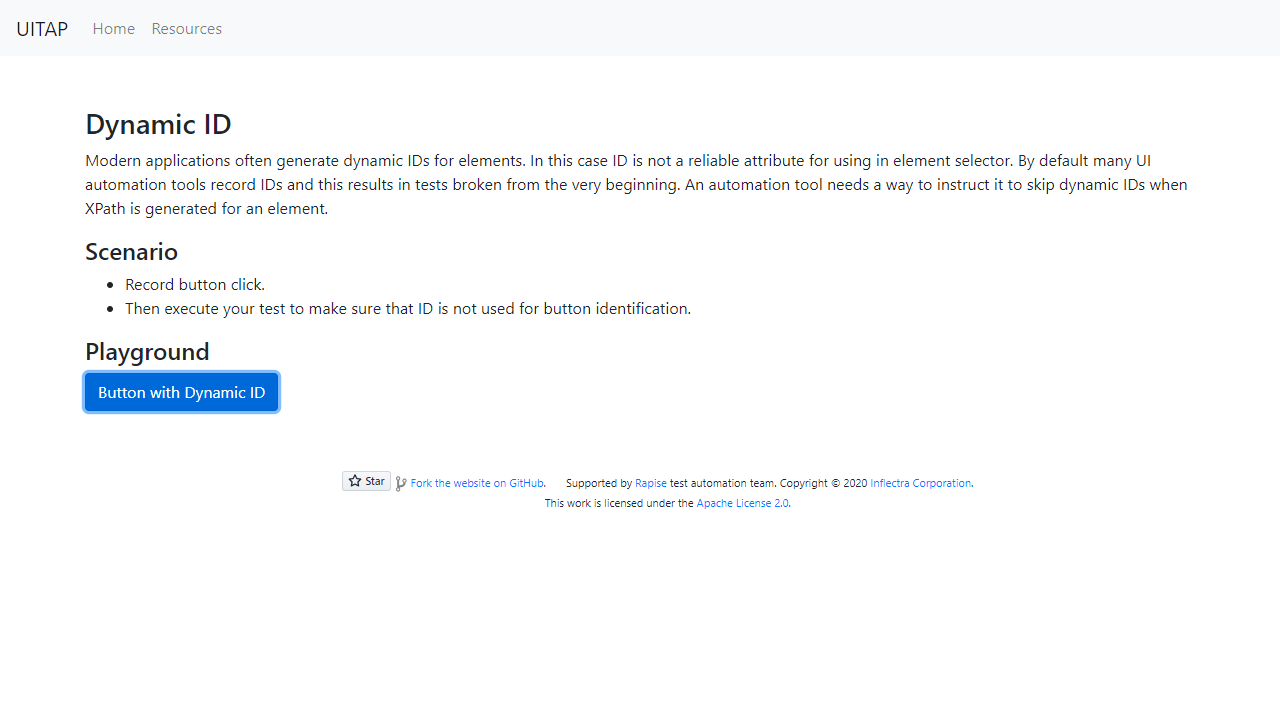 UITAP Home Resources
Dynamic ID
Modern applications often generate dynamic IDs for elements. In this case ID is not a reliable attribute for using in element selector. By default many UI
automation tools record IDs and this results in tests broken from the very beginning. An automation tool needs a way to instruct it to skip dynamic IDs when
XPath is generated for an element.
Scenario
Record button click.
Then execute your test to make sure that ID is not used for button identification.
Playground
Button with Dynamic ID
Star Fork the website on GitHub. Supported by Rapise test automation team. Copyright © 2020 Inflectra Corporation.
This work is licensed under the Apache License 2.0.